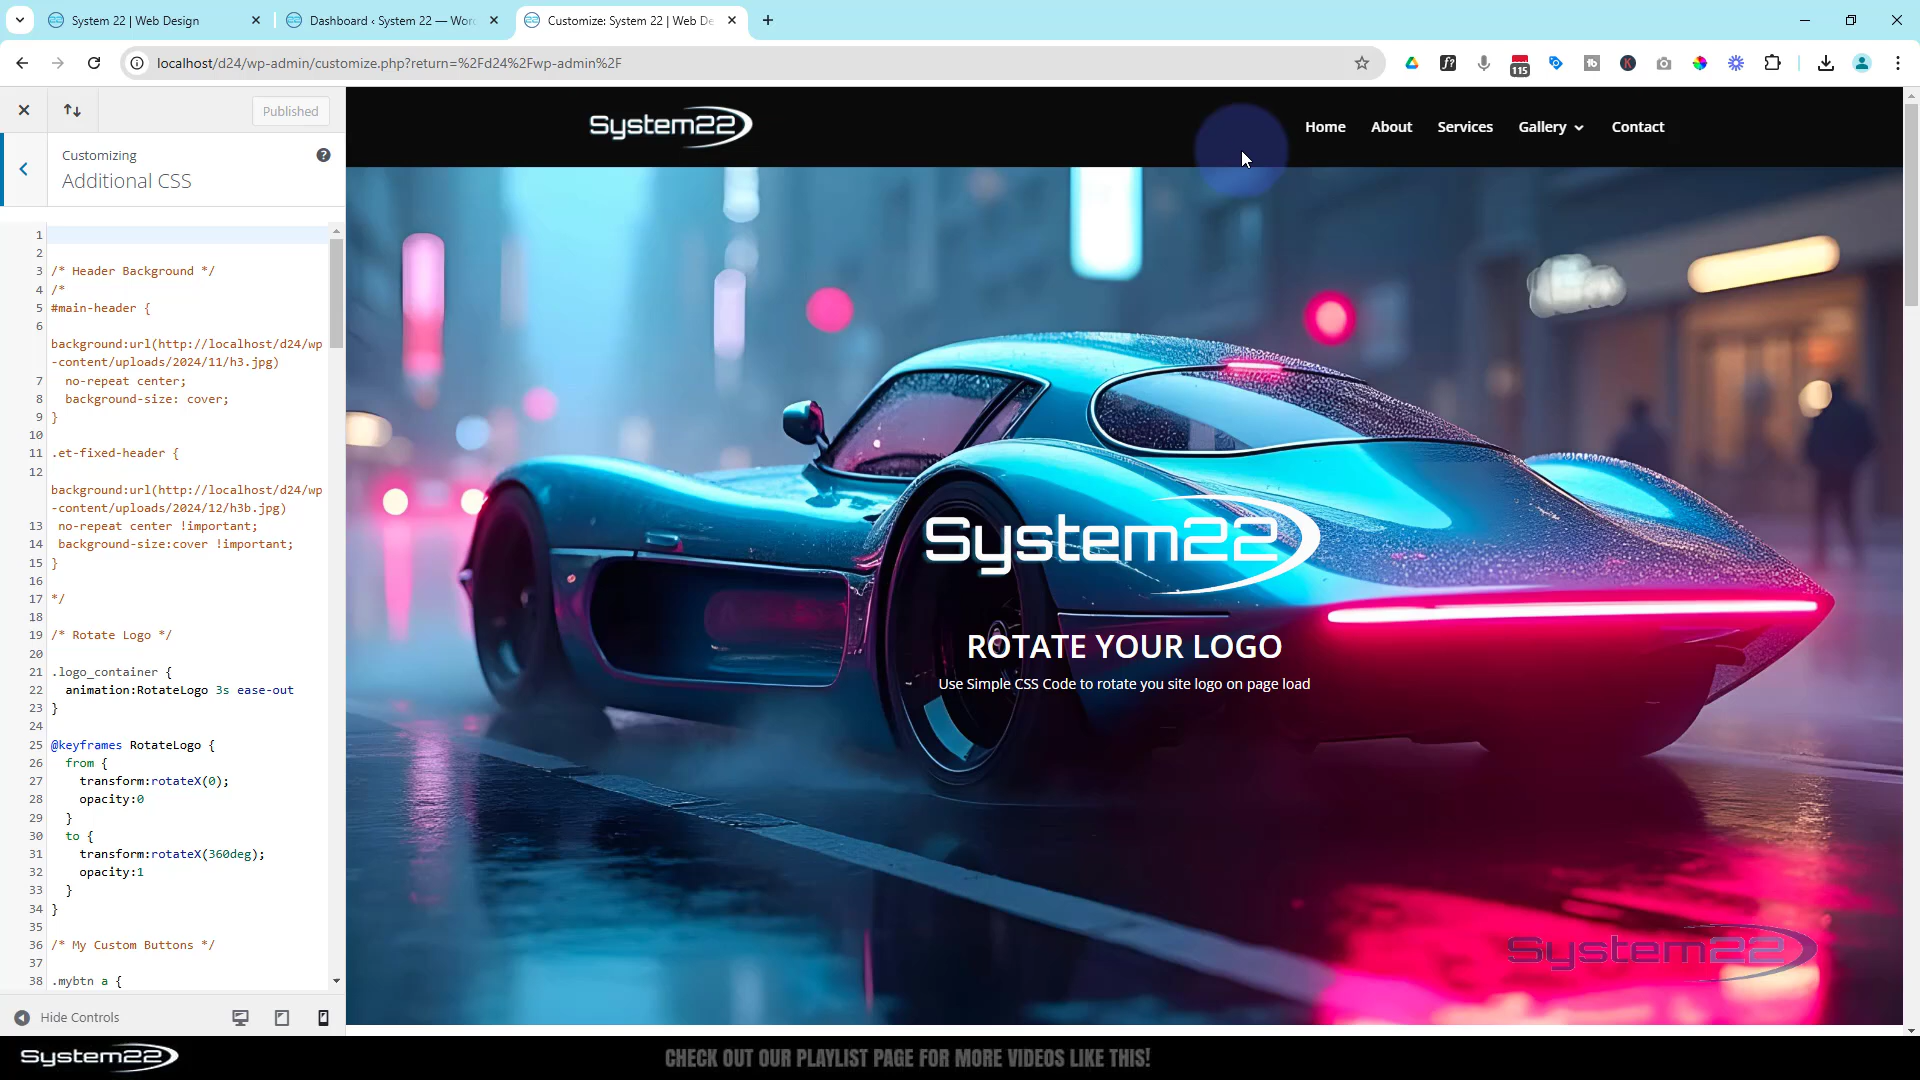 System 22 | Web Design
Dashboard ‹ System 22 — Wor
Customize: System 22 | Web De
localhost/d24/wp-admin/customize.php?return=%2Fd24%2Fwp-admin%2F
115
Published
Customizing
Additional CSS
System22
Home
About
Services
Gallery
Contact
1
2
3 /* Header Background */
4 /*
5 #main-header {
6
background:url(http://localhost/d24/wp
-content/uploads/2024/11/h3.jpg)
7 no-repeat center;
8 background-size: cover;
9 }
10
11 .et-fixed-header {
12
background:url(http://localhost/d24/wp
-content/uploads/2024/12/h3b.jpg)
13 no-repeat center !important;
14 background-size:cover !important;
15 }
16
17 */
18
19 /* Rotate Logo */
20
21 .logo_container {
22 animation:RotateLogo 3s ease-out
23 }
24
25 @keyframes RotateLogo {
26 from {
27 transform:rotateX(0);
28 opacity:0
29 }
30 to {
31 transform:rotateX(360deg);
32 opacity:1
33 }
34 }
35
36 /* My Custom Buttons */
37
38 .mybtn a {
System22
ROTATE YOUR LOGO
Use Simple CSS Code to rotate you site logo on page load
System22
Hide Controls
System22
CHECK OUT OUR PLAYLIST PAGE FOR MORE VIDEOS LIKE THIS!